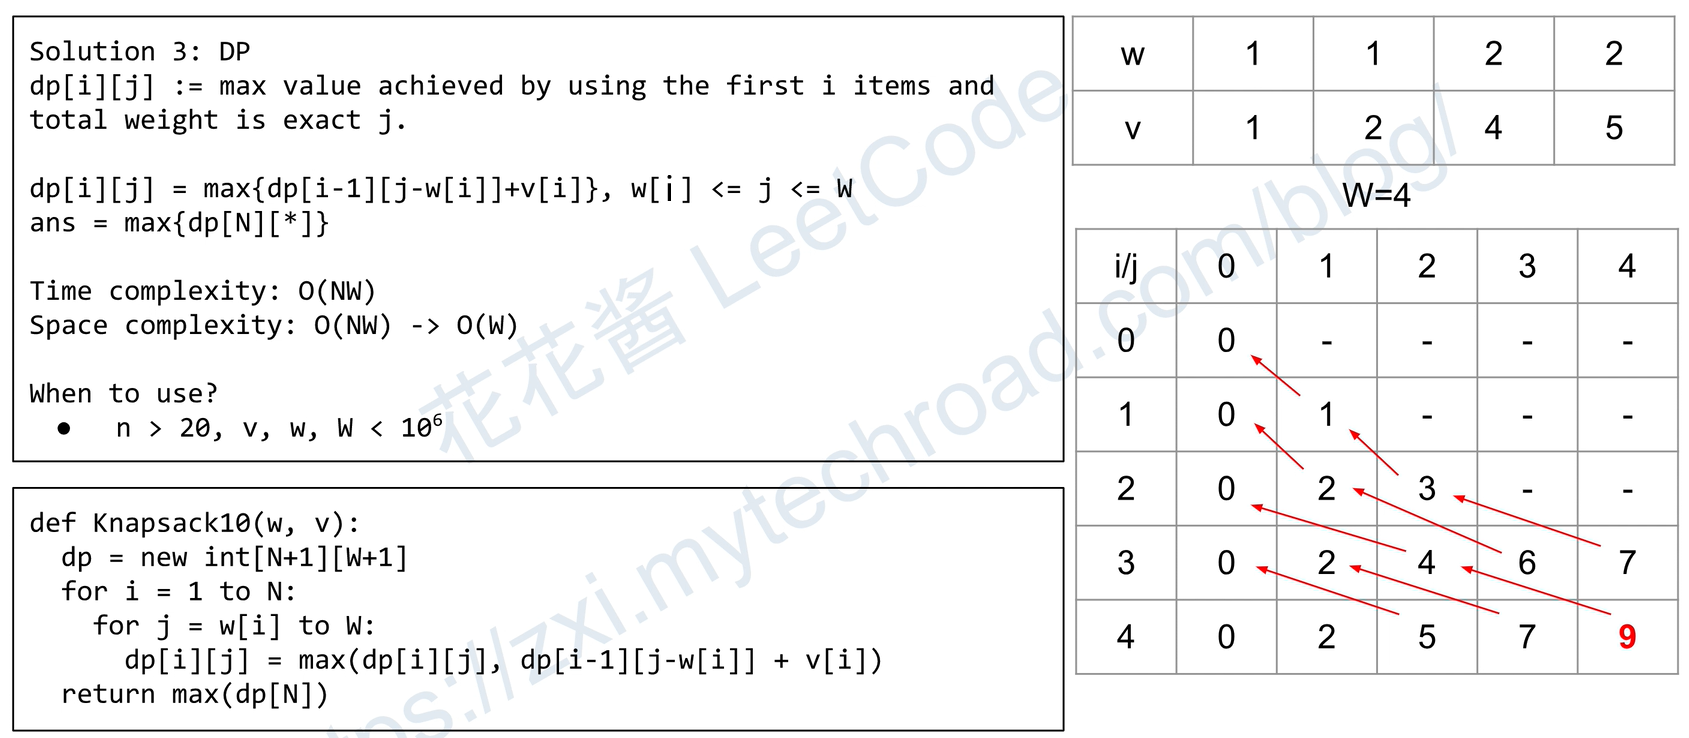 Solution 3: DP
dp[i][j] := max value achieved by using the first i items and
total weight is exact j.
dp[i][j] = max{dp[i-1][j-w[i]]+v[i]}, w[i] <= j <= W
ans = max{dp[N][*]}
Time complexity: O(NW)
Space complexity: O(NW) -> O(W)
When to use?
● n > 20, v, w, W < 10⁶
def Knapsack10(w, v):
  dp = new int[N+1][W+1]
  for i = 1 to N:
    for j = w[i] to W:
      dp[i][j] = max(dp[i][j], dp[i-1][j-w[i]] + v[i])
  return max(dp[N])
w 1 1 2 2
v 1 2 4 5
W=4
i/j 0 1 2 3 4
0 0 - - - -
1 0 1 - - -
2 0 2 3 - -
3 0 2 4 6 7
4 0 2 5 7 9
花花酱 LeetCode
tps://zxi.mytechroad.com/blog/